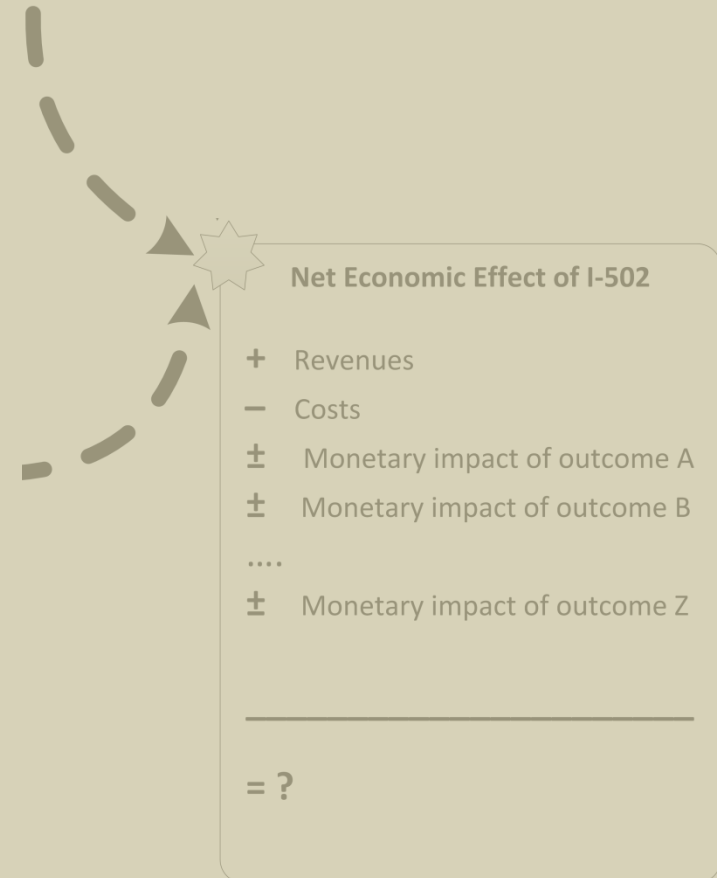 Net Economic Effect of I-502
+ Revenues
− Costs
± Monetary impact of outcome A
± Monetary impact of outcome B
....
± Monetary impact of outcome Z
= ?